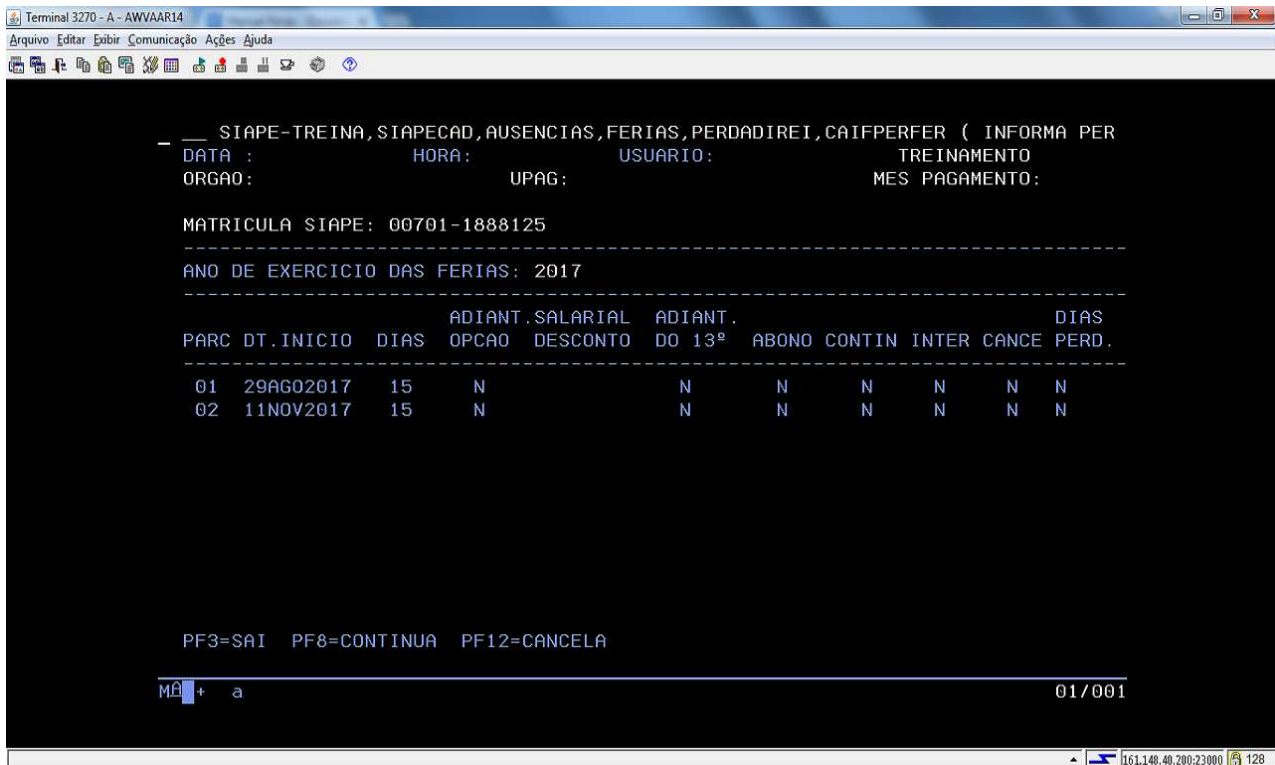 Terminal 3270 - A - AWVAAR14
Arquivo Editar Exibir Comunicação Ações Ajuda
__ SIAPE-TREINA,SIAPECAD,AUSENCIAS,FERIAS,PERDADIREI,CAIFPERFER ( INFORMA PER
DATA : HORA: USUARIO: TREINAMENTO
ORGAO: UPAG: MES PAGAMENTO:
MATRICULA SIAPE: 00701-1888125
ANO DE EXERCICIO DAS FERIAS: 2017
ADIANT.SALARIAL ADIANT. DIAS
PARC DT.INICIO DIAS OPCAO DESCONTO DO 13º ABONO CONTIN INTER CANCE PERD.
01 29AGO2017 15 N N N N N N N
02 11NOV2017 15 N N N N N N N
PF3=SAI PF8=CONTINUA PF12=CANCELA
MA + a 01/001
161.148.40.200:23000 128